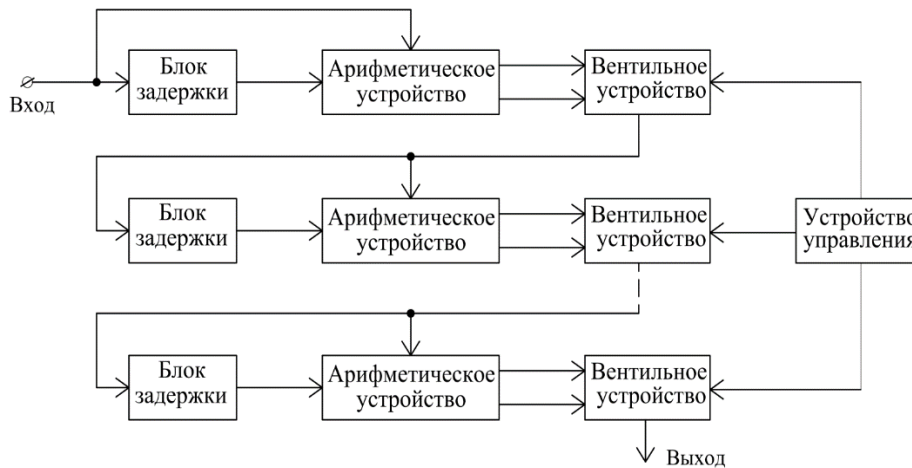 Блок
задержки
Арифметическое
устройство
Вентильное
устройство
Вход
Блок
задержки
Арифметическое
устройство
Вентильное
устройство
Устройство
управления
Блок
задержки
Арифметическое
устройство
Вентильное
устройство
Выход